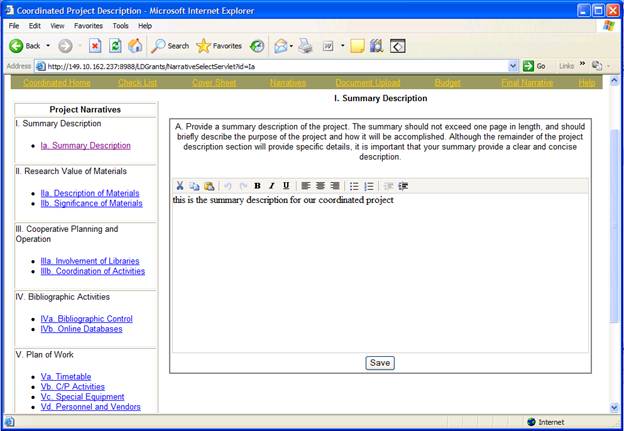 Coordinated Project Description - Microsoft Internet Explorer
File Edit View Favorites Tools Help
Back Search Favorites
Address http://149.10.162.237:9988/LDGrants/NarrativeSelectServlet?id=Ia Go Links »
Coordinated Home Check List Cover Sheet Narratives Document Upload Budget Final Narrative Help
Project Narratives
I. Summary Description
Ia. Summary Description
II. Research Value of Materials
IIa. Description of Materials
IIb. Significance of Materials
III. Cooperative Planning and
Operation
IIIa. Involvement of Libraries
IIIb. Coordination of Activities
IV. Bibliographic Activities
IVa. Bibliographic Control
IVb. Online Databases
V. Plan of Work
Va. Timetable
Vb. C/P Activities
Vc. Special Equipment
Vd. Personnel and Vendors
I. Summary Description
A. Provide a summary description of the project. The summary should not exceed one page in length, and should
briefly describe the purpose of the project and how it will be accomplished. Although the remainder of the project
description section will provide specific details, it is important that your summary provide a clear and concise
description.
B I U
this is the summary description for our coordinated project
Save
Internet